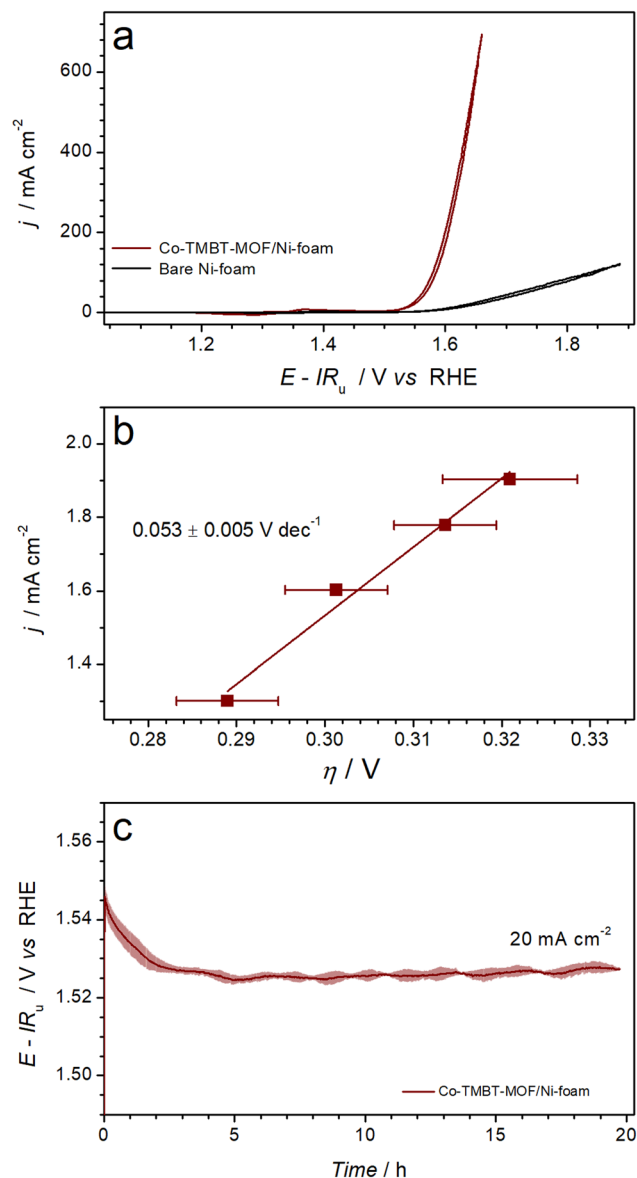 a
600
400
200
0
j / mA cm⁻²
Co-TMBT-MOF/Ni-foam
Bare Ni-foam
1.2 1.4 1.6 1.8
E - IRᵤ / V vs RHE
b
2.0
1.8
1.6
1.4
j / mA cm⁻²
0.053 ± 0.005 V dec⁻¹
0.28 0.29 0.30 0.31 0.32 0.33
η / V
c
1.56
1.54
1.52
1.50
E - IRᵤ / V vs RHE
20 mA cm⁻²
Co-TMBT-MOF/Ni-foam
0 5 10 15 20
Time / h